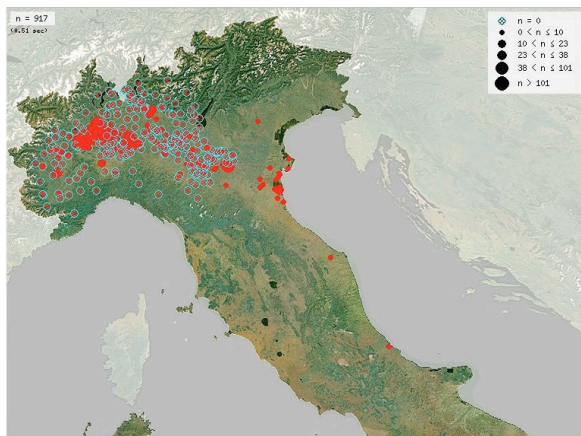 n = 917
(0.51 sec)
n = 0
0 < n ≤ 10
10 < n ≤ 23
23 < n ≤ 38
38 < n ≤ 101
n > 101